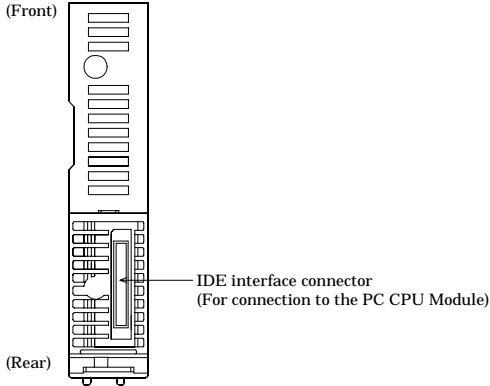 (Front)
IDE interface connector
(For connection to the PC CPU Module)
(Rear)